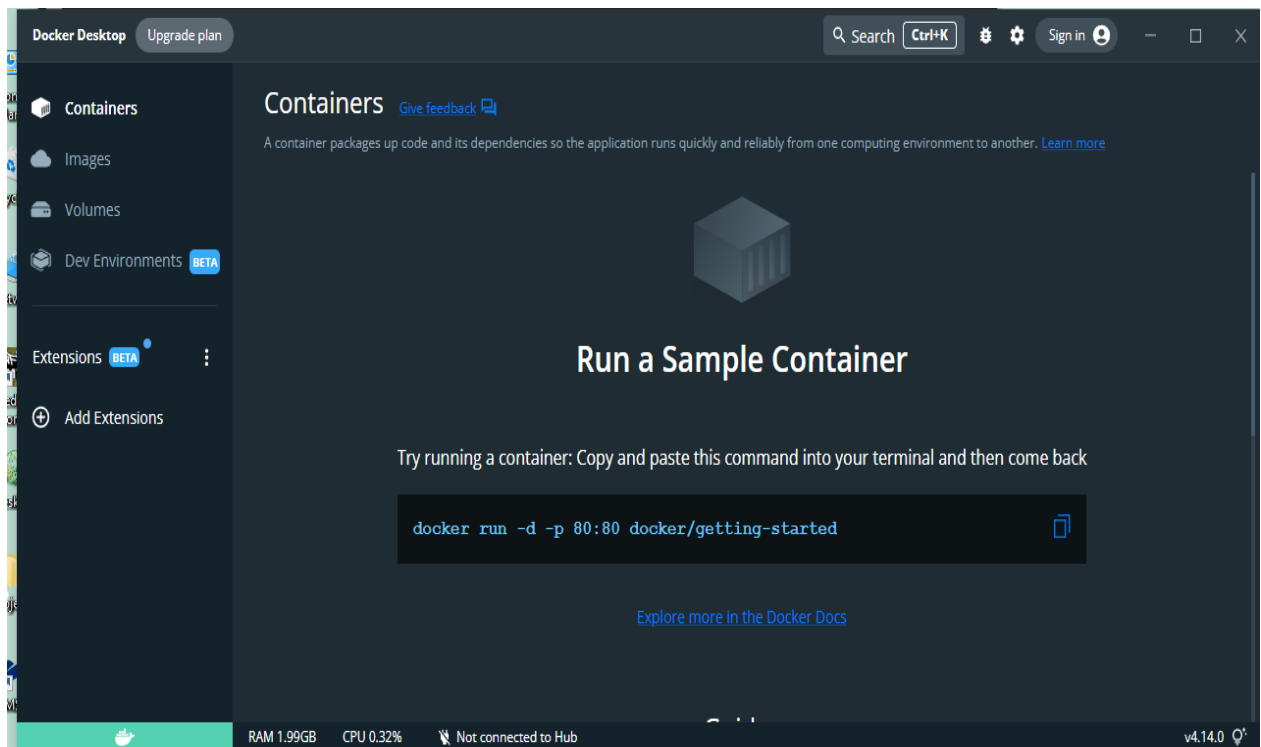 Docker Desktop Upgrade plan Search Ctrl+K Sign in
Containers
Images
Volumes
Dev Environments BETA
Extensions BETA
Add Extensions
Containers Give feedback
A container packages up code and its dependencies so the application runs quickly and reliably from one computing environment to another. Learn more
Run a Sample Container
Try running a container: Copy and paste this command into your terminal and then come back
docker run -d -p 80:80 docker/getting-started
Explore more in the Docker Docs
RAM 1.99GB CPU 0.32% Not connected to Hub v4.14.0